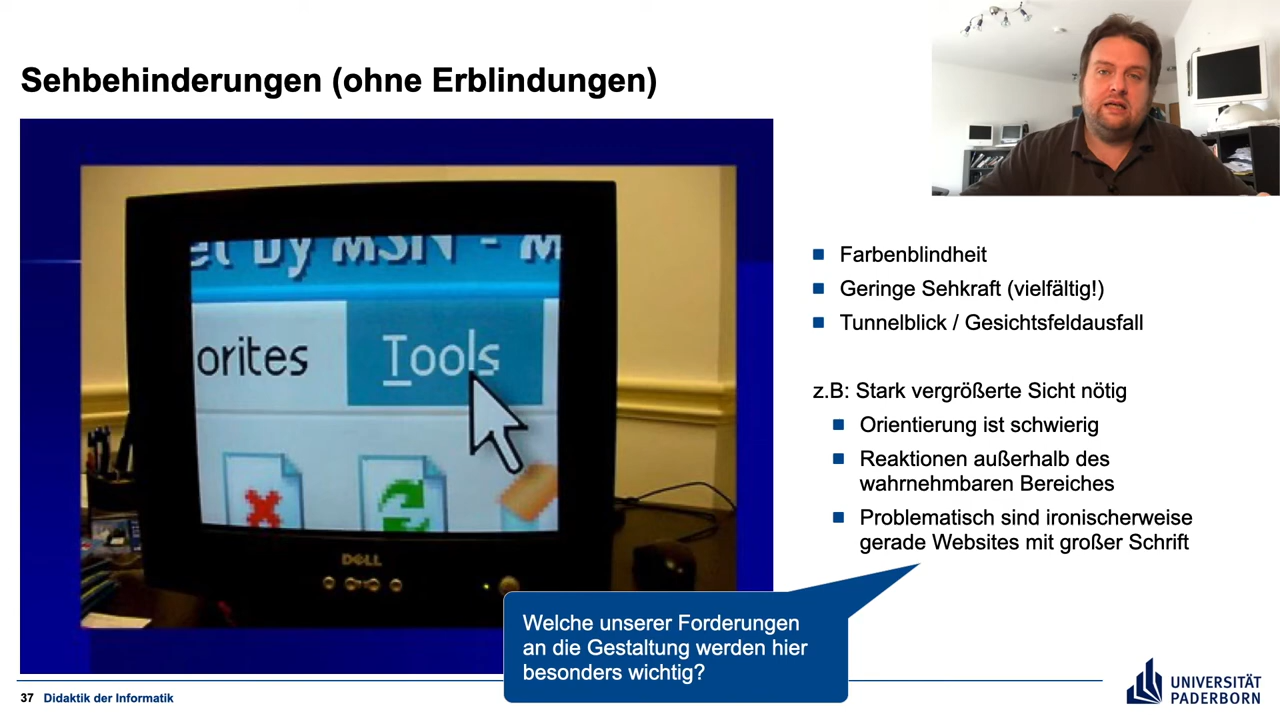 Sehbehinderungen (ohne Erblindungen)
et by MSN - M
orites
Tools
DELL
Farbenblindheit
Geringe Sehkraft (vielfältig!)
Tunnelblick / Gesichtsfeldausfall
z.B: Stark vergrößerte Sicht nötig
Orientierung ist schwierig
Reaktionen außerhalb des
wahrnehmbaren Bereiches
Problematisch sind ironischerweise
gerade Websites mit großer Schrift
Welche unserer Forderungen
an die Gestaltung werden hier
besonders wichtig?
37 Didaktik der Informatik
UNIVERSITÄT
PADERBORN